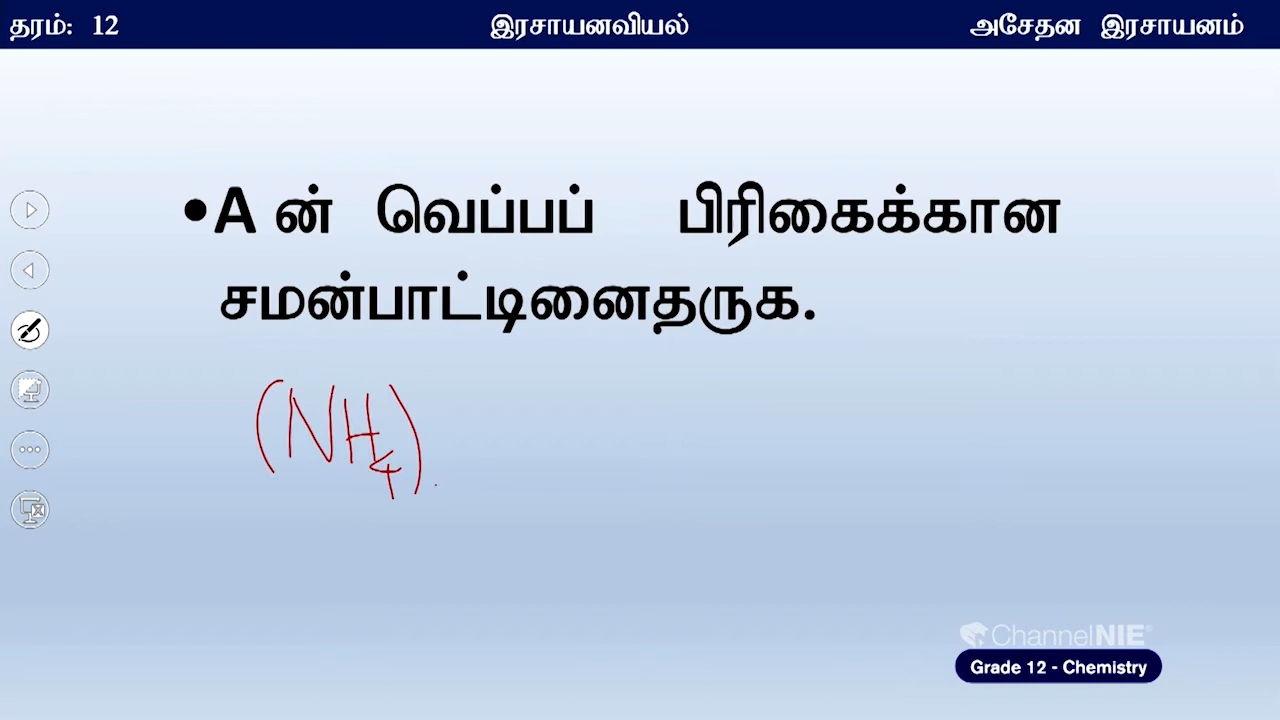 தரம்: 12
இரசாயனவியல்
அசேதன இரசாயனம்
•A ன் வெப்பப் பிரிகைக்கான
சமன்பாட்டினைதருக.
(NH₄)
ChannelNIE
Grade 12 - Chemistry